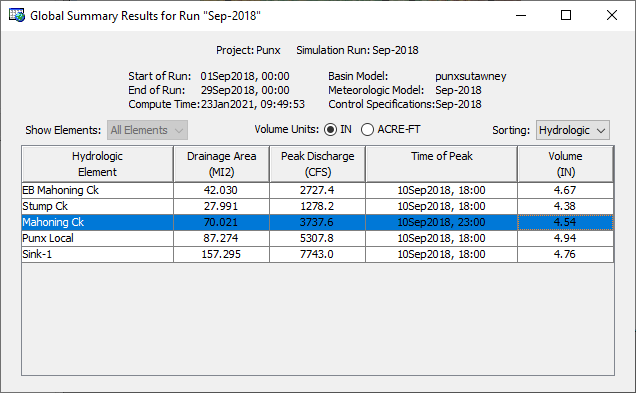 Global Summary Results for Run "Sep-2018"
Project: Punx Simulation Run: Sep-2018
Start of Run: 01Sep2018, 00:00 Basin Model: punxsutawney
End of Run: 29Sep2018, 00:00 Meteorologic Model: Sep-2018
Compute Time:23Jan2021, 09:49:53 Control Specifications:Sep-2018
Show Elements: All Elements Volume Units: IN ACRE-FT Sorting: Hydrologic
Hydrologic Drainage Area Peak Discharge Time of Peak Volume
Element (MI2) (CFS) (IN)
EB Mahoning Ck 42.030 2727.4 10Sep2018, 18:00 4.67
Stump Ck 27.991 1278.2 10Sep2018, 18:00 4.38
Mahoning Ck 70.021 3737.6 10Sep2018, 23:00 4.54
Punx Local 87.274 5307.8 10Sep2018, 18:00 4.94
Sink-1 157.295 7743.0 10Sep2018, 18:00 4.76